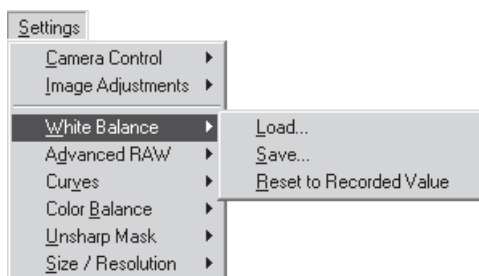 Settings
Camera Control
Image Adjustments
White Balance
Load...
Advanced RAW
Save...
Curves
Reset to Recorded Value
Color Balance
Unsharp Mask
Size / Resolution